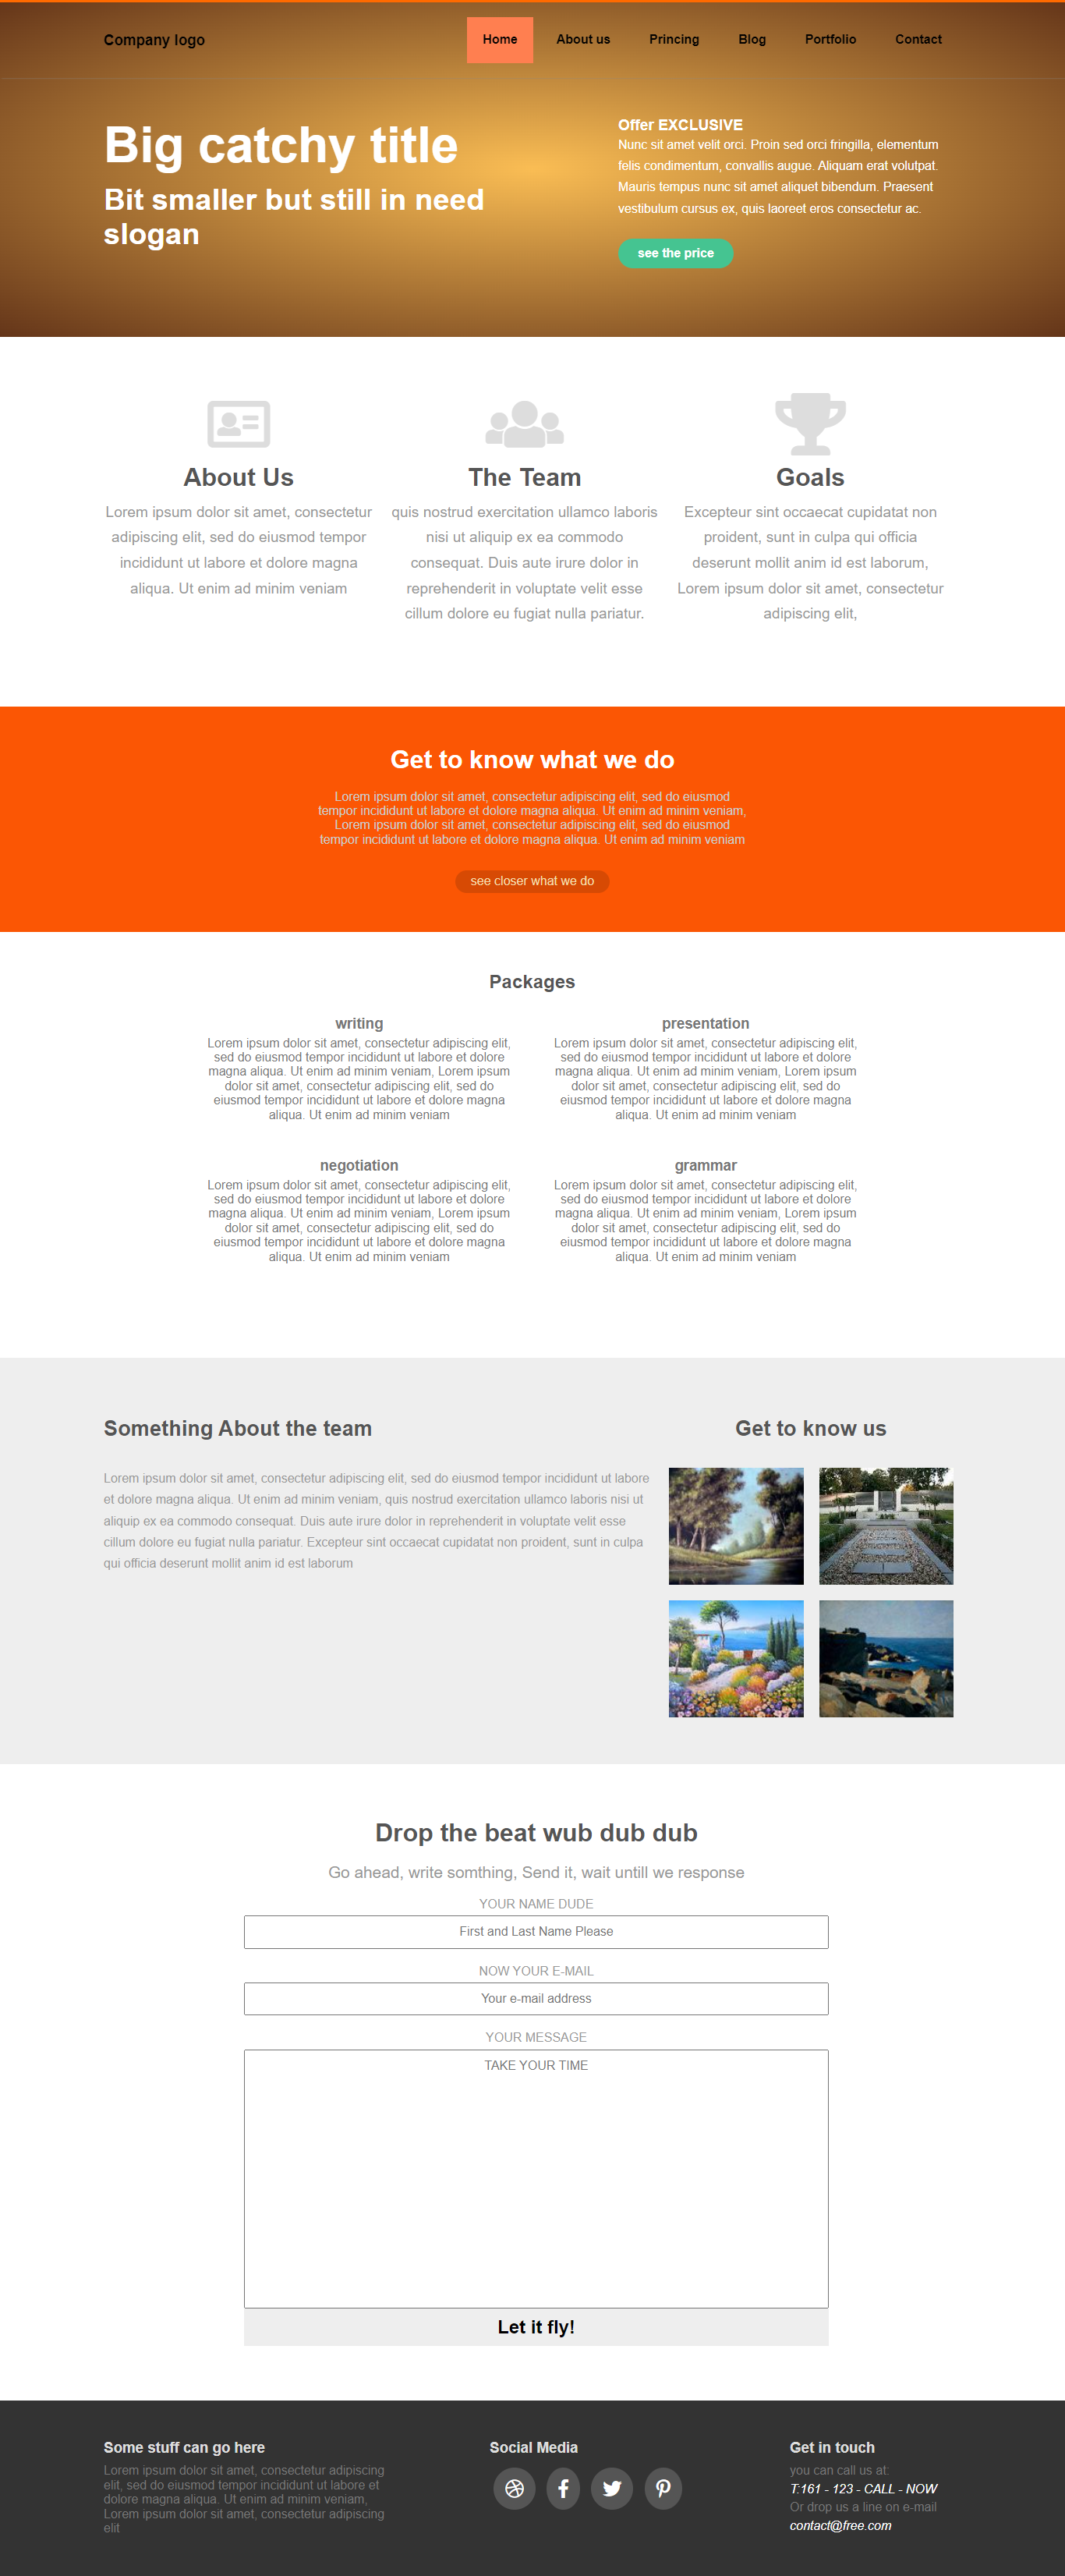 Company logo
Home About us Princing Blog Portfolio Contact
Big catchy title
Bit smaller but still in need
slogan
Offer EXCLUSIVE
Nunc sit amet velit orci. Proin sed orci fringilla, elementum
felis condimentum, convallis augue. Aliquam erat volutpat.
Mauris tempus nunc sit amet aliquet bibendum. Praesent
vestibulum cursus ex, quis laoreet eros consectetur ac.
see the price
About Us
Lorem ipsum dolor sit amet, consectetur
adipiscing elit, sed do eiusmod tempor
incididunt ut labore et dolore magna
aliqua. Ut enim ad minim veniam
The Team
quis nostrud exercitation ullamco laboris
nisi ut aliquip ex ea commodo
consequat. Duis aute irure dolor in
reprehenderit in voluptate velit esse
cillum dolore eu fugiat nulla pariatur.
Goals
Excepteur sint occaecat cupidatat non
proident, sunt in culpa qui officia
deserunt mollit anim id est laborum,
Lorem ipsum dolor sit amet, consectetur
adipiscing elit,
Get to know what we do
Lorem ipsum dolor sit amet, consectetur adipiscing elit, sed do eiusmod
tempor incididunt ut labore et dolore magna aliqua. Ut enim ad minim veniam,
Lorem ipsum dolor sit amet, consectetur adipiscing elit, sed do eiusmod
tempor incididunt ut labore et dolore magna aliqua. Ut enim ad minim veniam
see closer what we do
Packages
writing
Lorem ipsum dolor sit amet, consectetur adipiscing elit,
sed do eiusmod tempor incididunt ut labore et dolore
magna aliqua. Ut enim ad minim veniam, Lorem ipsum
dolor sit amet, consectetur adipiscing elit, sed do
eiusmod tempor incididunt ut labore et dolore magna
aliqua. Ut enim ad minim veniam
presentation
Lorem ipsum dolor sit amet, consectetur adipiscing elit,
sed do eiusmod tempor incididunt ut labore et dolore
magna aliqua. Ut enim ad minim veniam, Lorem ipsum
dolor sit amet, consectetur adipiscing elit, sed do
eiusmod tempor incididunt ut labore et dolore magna
aliqua. Ut enim ad minim veniam
negotiation
Lorem ipsum dolor sit amet, consectetur adipiscing elit,
sed do eiusmod tempor incididunt ut labore et dolore
magna aliqua. Ut enim ad minim veniam, Lorem ipsum
dolor sit amet, consectetur adipiscing elit, sed do
eiusmod tempor incididunt ut labore et dolore magna
aliqua. Ut enim ad minim veniam
grammar
Lorem ipsum dolor sit amet, consectetur adipiscing elit,
sed do eiusmod tempor incididunt ut labore et dolore
magna aliqua. Ut enim ad minim veniam, Lorem ipsum
dolor sit amet, consectetur adipiscing elit, sed do
eiusmod tempor incididunt ut labore et dolore magna
aliqua. Ut enim ad minim veniam
Something About the team
Lorem ipsum dolor sit amet, consectetur adipiscing elit, sed do eiusmod tempor incididunt ut labore
et dolore magna aliqua. Ut enim ad minim veniam, quis nostrud exercitation ullamco laboris nisi ut
aliquip ex ea commodo consequat. Duis aute irure dolor in reprehenderit in voluptate velit esse
cillum dolore eu fugiat nulla pariatur. Excepteur sint occaecat cupidatat non proident, sunt in culpa
qui officia deserunt mollit anim id est laborum
Get to know us
Drop the beat wub dub dub
Go ahead, write somthing, Send it, wait untill we response
YOUR NAME DUDE
First and Last Name Please
NOW YOUR E-MAIL
Your e-mail address
YOUR MESSAGE
TAKE YOUR TIME
Let it fly!
Some stuff can go here
Lorem ipsum dolor sit amet, consectetur adipiscing
elit, sed do eiusmod tempor incididunt ut labore et
dolore magna aliqua. Ut enim ad minim veniam,
Lorem ipsum dolor sit amet, consectetur adipiscing
elit
Social Media
Get in touch
you can call us at:
T:161 - 123 - CALL - NOW
Or drop us a line on e-mail
contact@free.com